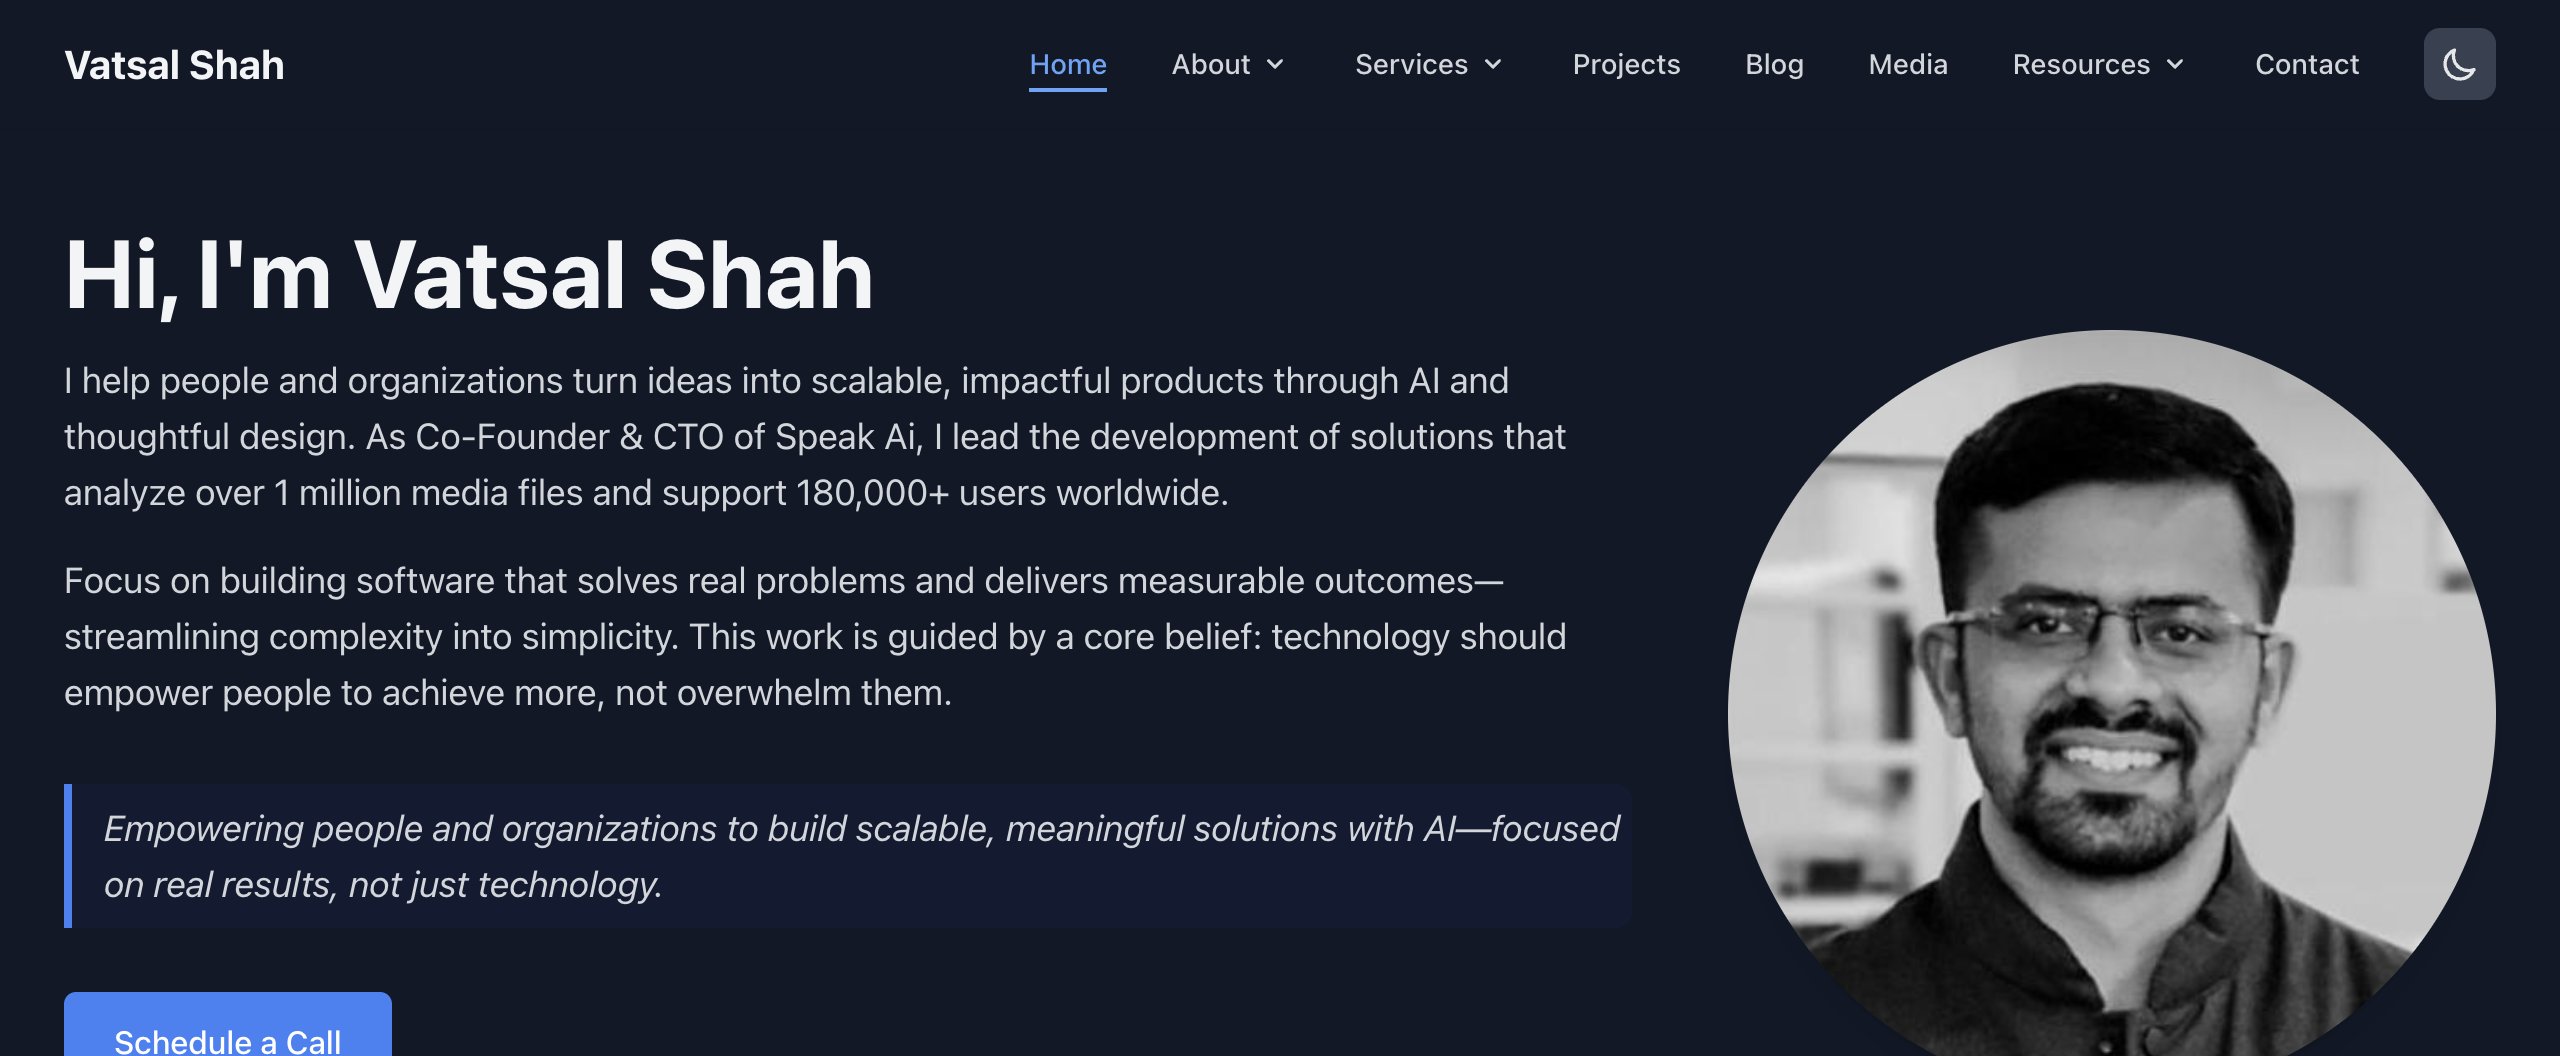 Vatsal Shah
Home
About
Services
Projects
Blog
Media
Resources
Contact
Hi, I'm Vatsal Shah
I help people and organizations turn ideas into scalable, impactful products through AI and
thoughtful design. As Co-Founder & CTO of Speak Ai, I lead the development of solutions that
analyze over 1 million media files and support 180,000+ users worldwide.
Focus on building software that solves real problems and delivers measurable outcomes—
streamlining complexity into simplicity. This work is guided by a core belief: technology should
empower people to achieve more, not overwhelm them.
Empowering people and organizations to build scalable, meaningful solutions with AI—focused
on real results, not just technology.
Schedule a Call